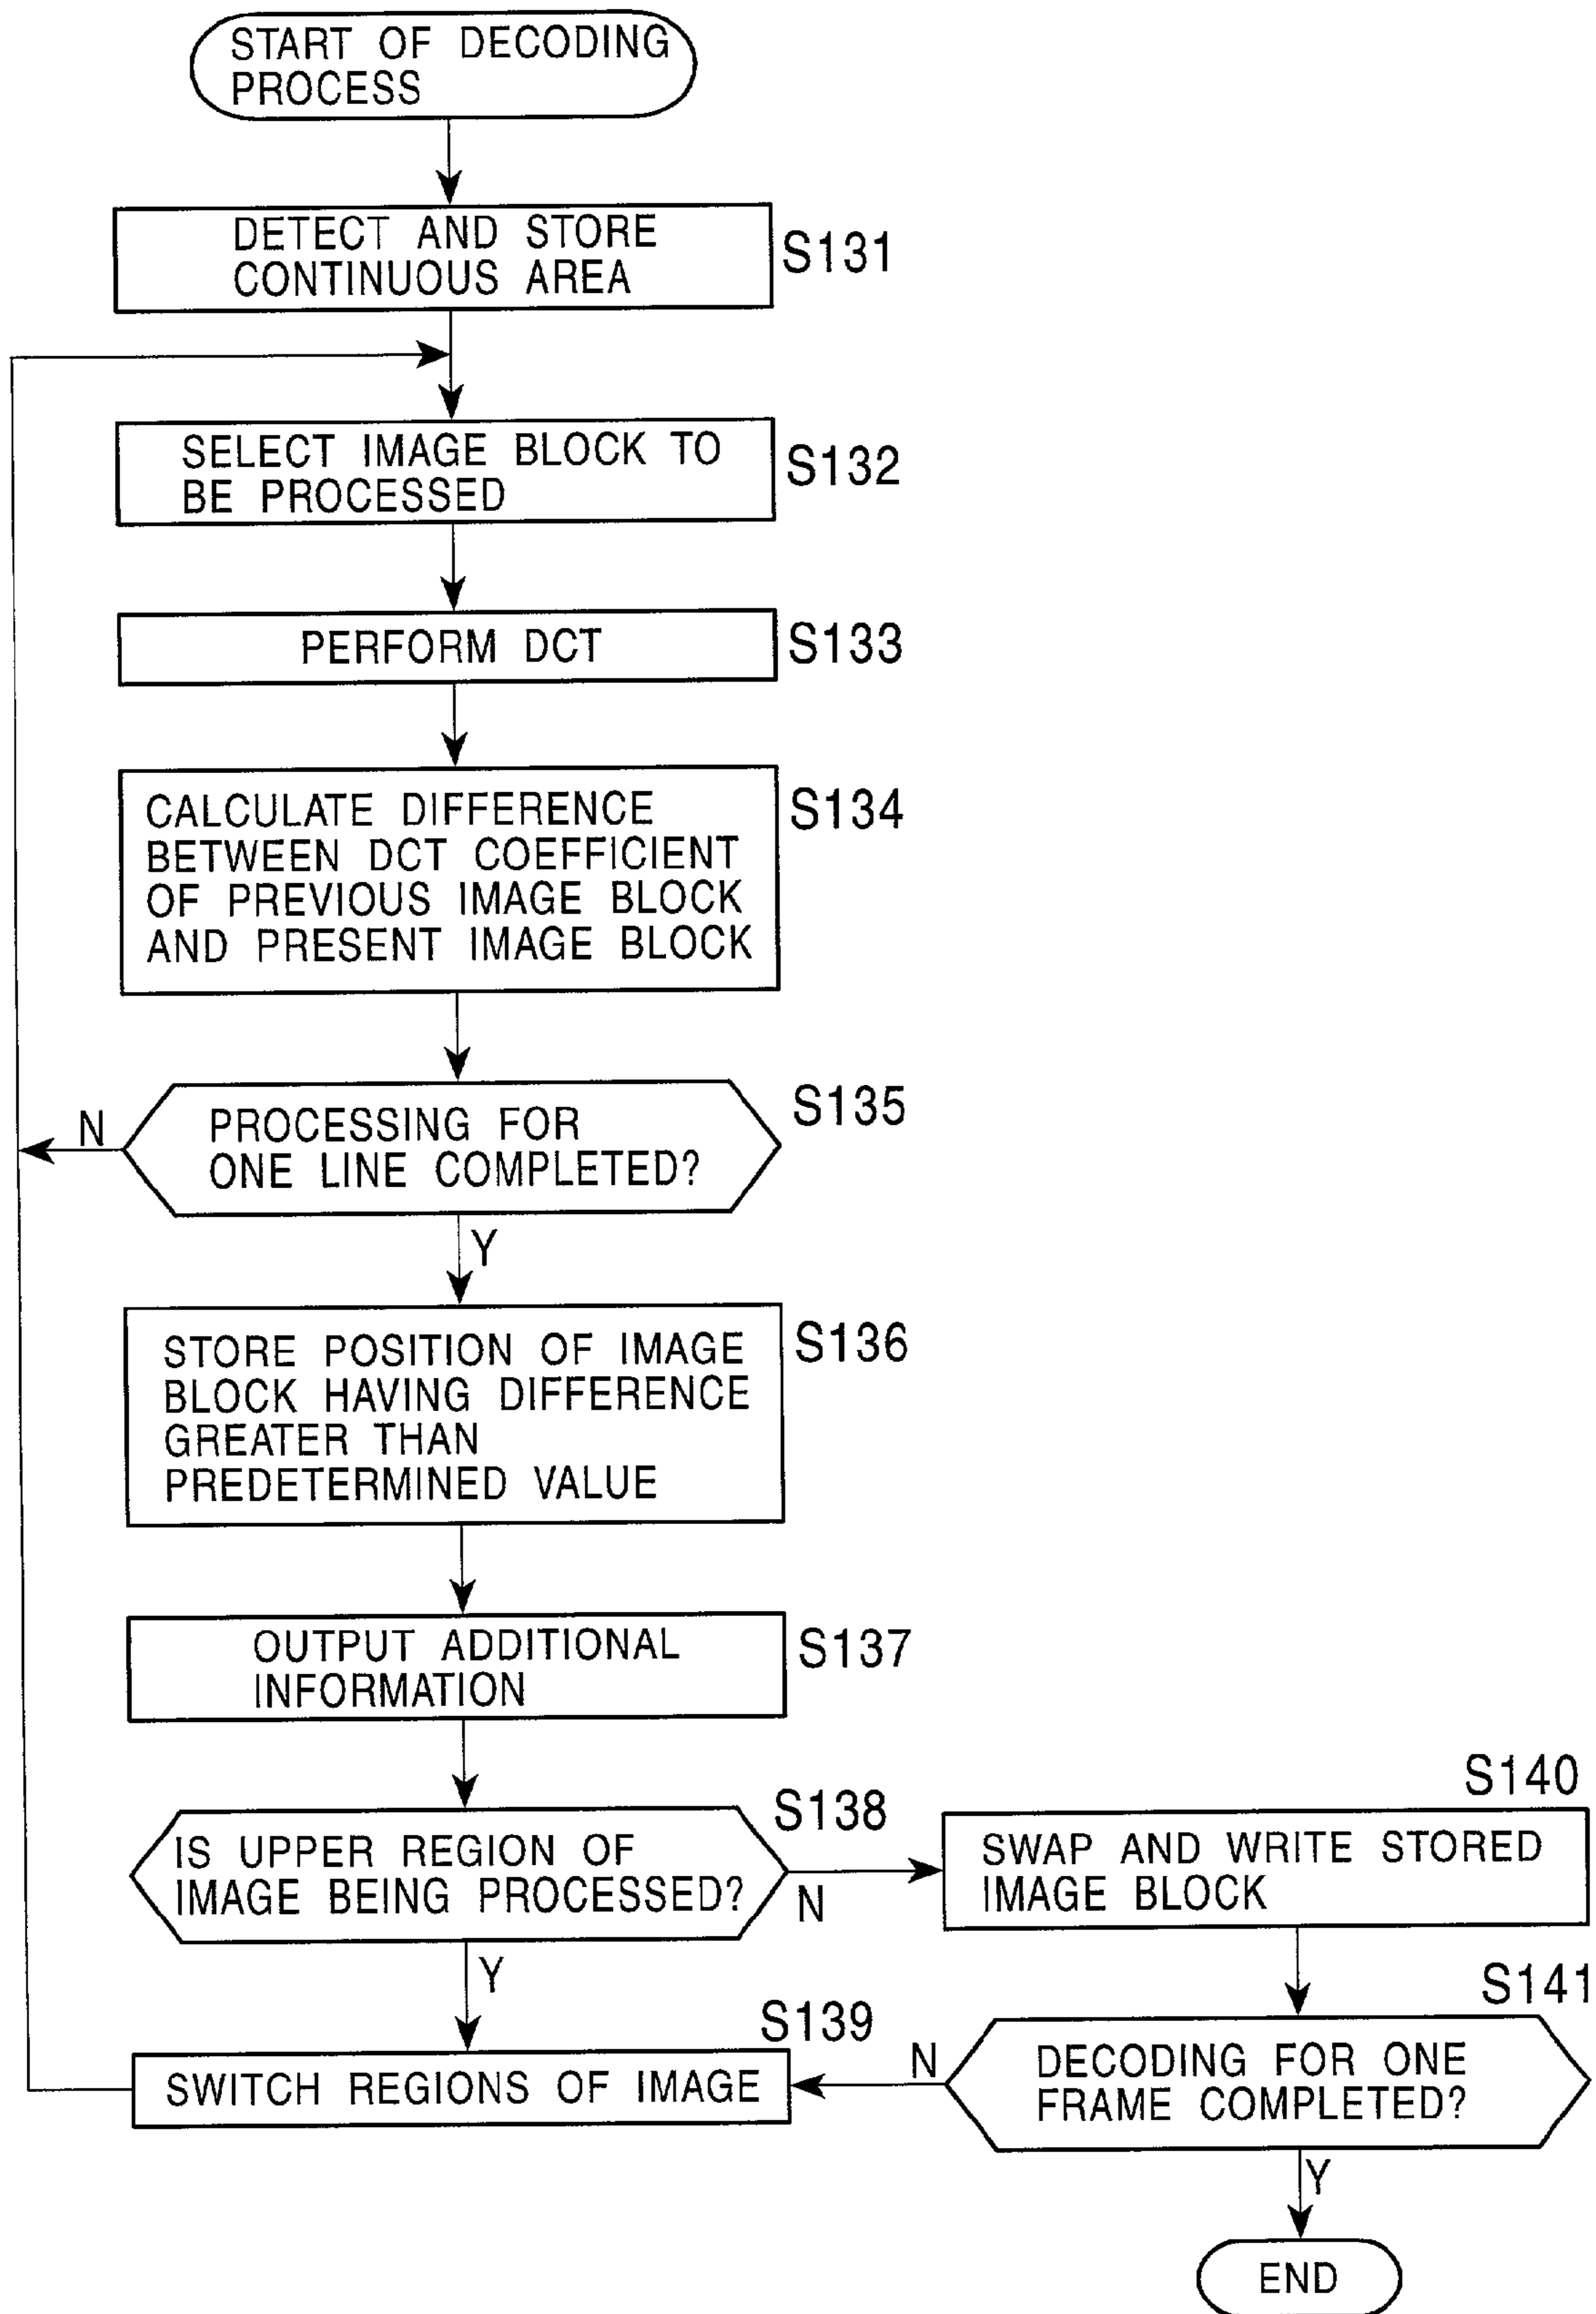 START OF DECODING
PROCESS
DETECT AND STORE
CONTINUOUS AREA
S131
SELECT IMAGE BLOCK TO
BE PROCESSED
S132
PERFORM DCT
S133
CALCULATE DIFFERENCE
BETWEEN DCT COEFFICIENT
OF PREVIOUS IMAGE BLOCK
AND PRESENT IMAGE BLOCK
S134
PROCESSING FOR
ONE LINE COMPLETED?
S135
N
Y
STORE POSITION OF IMAGE
BLOCK HAVING DIFFERENCE
GREATER THAN
PREDETERMINED VALUE
S136
OUTPUT ADDITIONAL
INFORMATION
S137
IS UPPER REGION OF
IMAGE BEING PROCESSED?
S138
N
Y
SWAP AND WRITE STORED
IMAGE BLOCK
S140
SWITCH REGIONS OF IMAGE
S139
DECODING FOR ONE
FRAME COMPLETED?
S141
N
Y
END